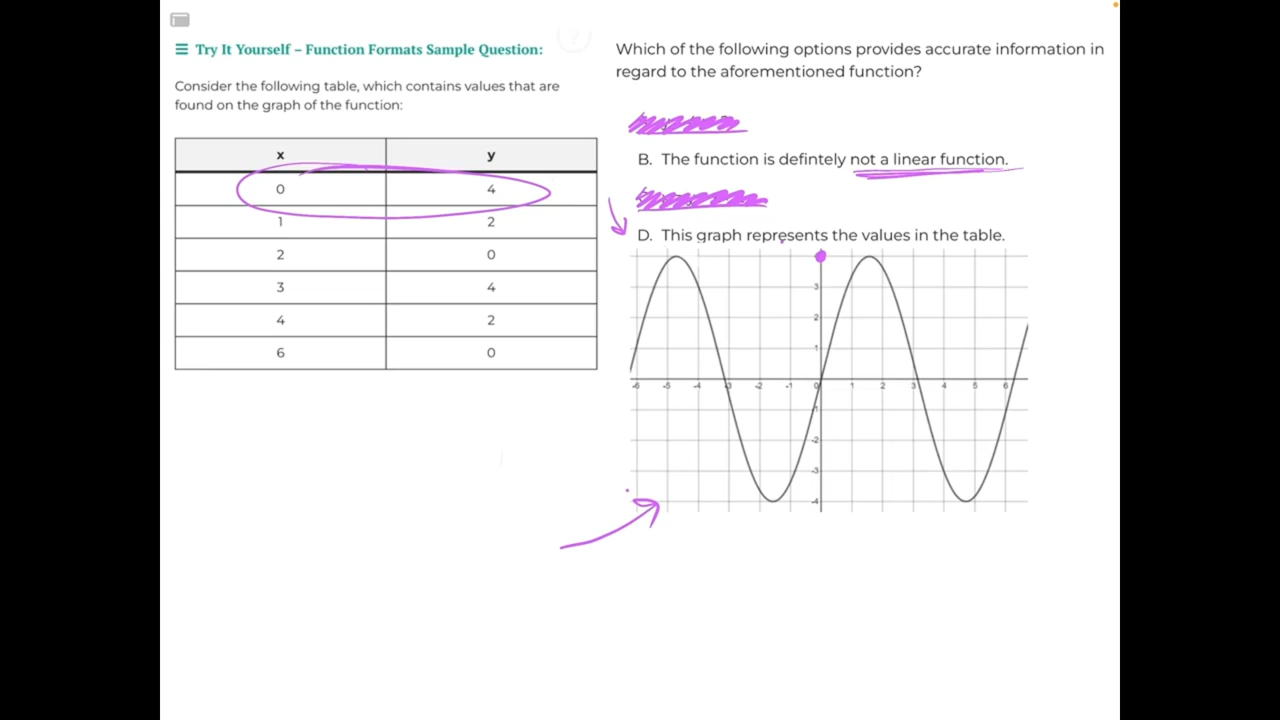 Try It Yourself – Function Formats Sample Question:
Consider the following table, which contains values that are
found on the graph of the function:
x y
0 4
1 2
2 0
3 4
4 2
6 0
Which of the following options provides accurate information in
regard to the aforementioned function?
B. The function is defintely not a linear function.
D. This graph represents the values in the table.
3
2
1
-6 -5 -4 -3 -2 -1 0 1 2 3 4 5 6
-1
-2
-3
-4